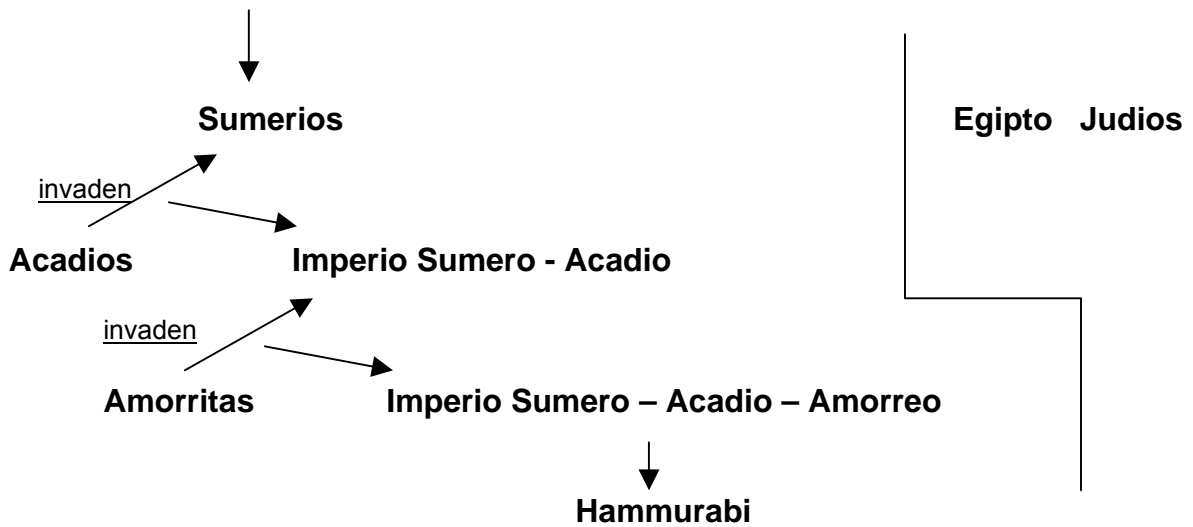 Sumerios
Egipto Judios
invaden
Acadios
Imperio Sumero - Acadio
invaden
Amorritas
Imperio Sumero – Acadio – Amorreo
Hammurabi